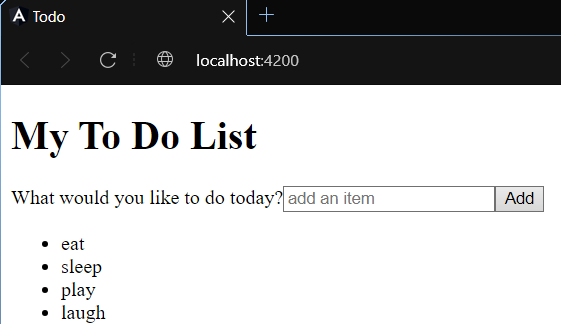 Todo
localhost:4200
My To Do List
What would you like to do today? add an item Add
eat
sleep
play
laugh